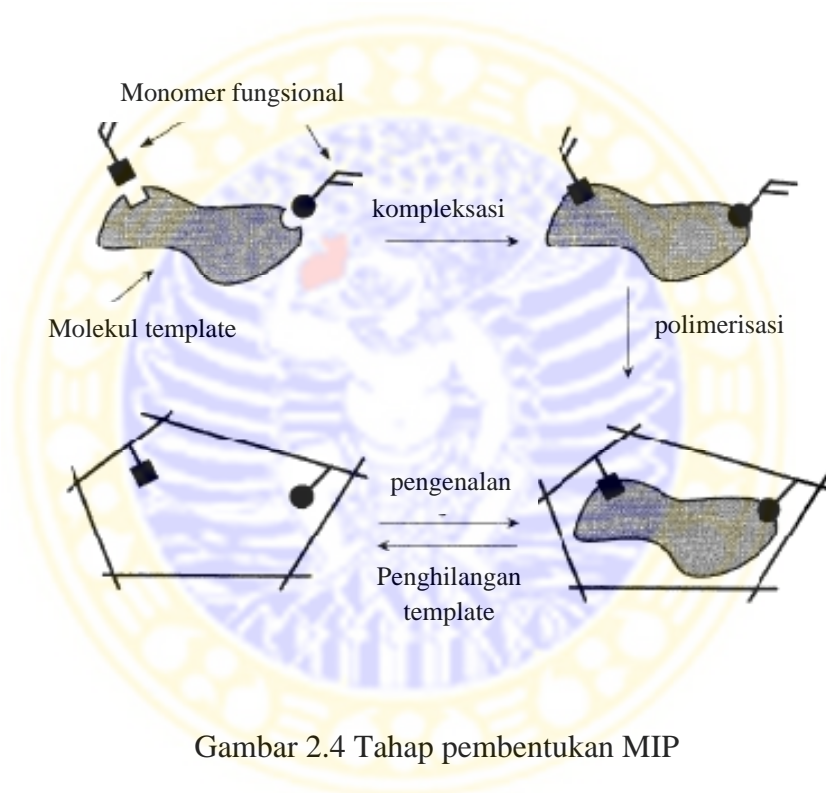 Monomer fungsional
kompleksasi
Molekul template
polimerisasi
pengenalan
Penghilangan
template
Gambar 2.4 Tahap pembentukan MIP